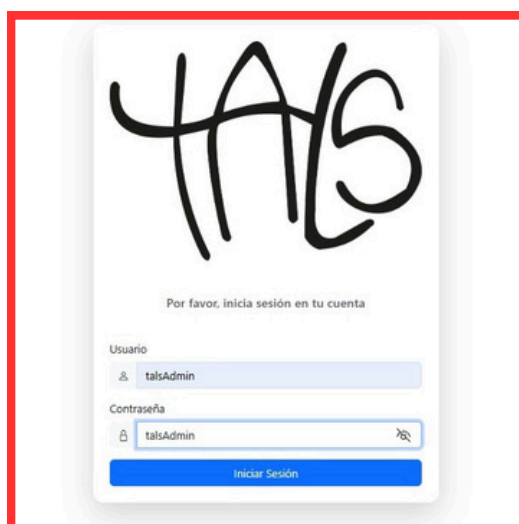 TALS
Por favor, inicia sesión en tu cuenta
Usuario
talsAdmin
Contraseña
talsAdmin
Iniciar Sesión